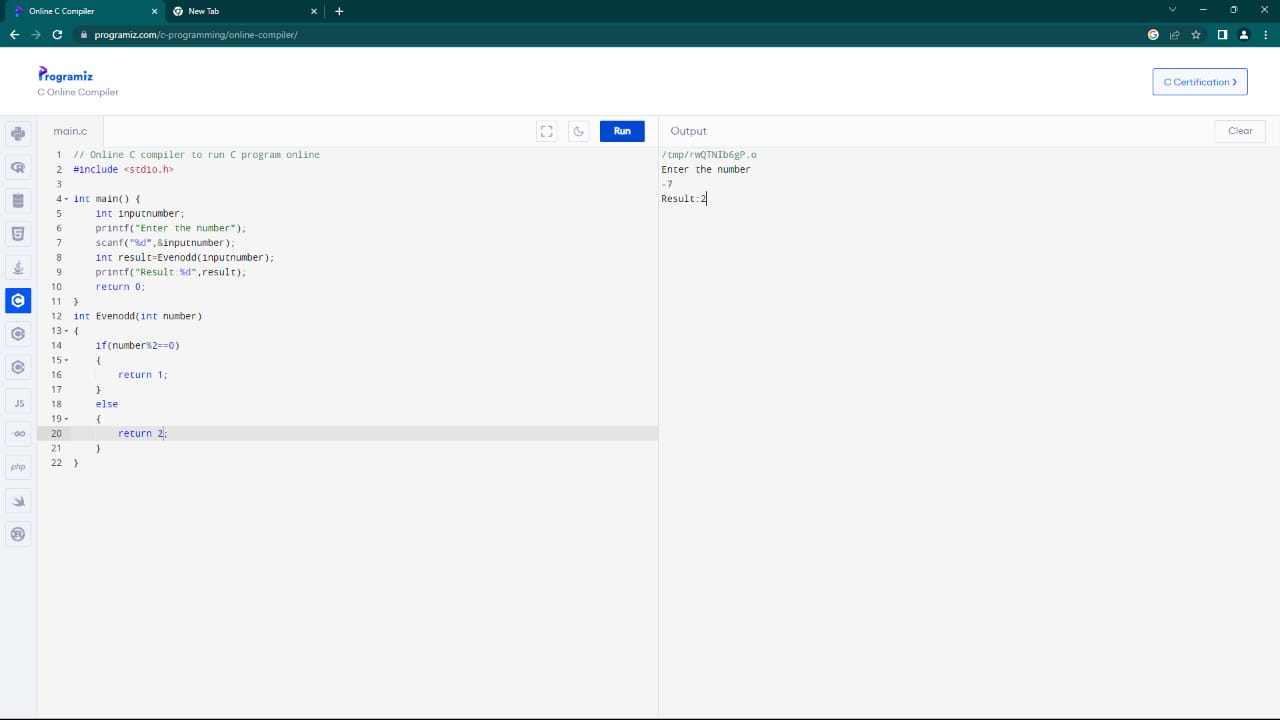 Online C Compiler
New Tab
programiz.com/c-programming/online-compiler/
Programiz
C Online Compiler
C Certification ❯
main.c
Run
Output
Clear
1 // Online C compiler to run C program online
2 #include <stdio.h>
3
4 int main() {
5 int inputnumber;
6 printf("Enter the number");
7 scanf("%d",&inputnumber);
8 int result=Evenodd(inputnumber);
9 printf("Result:%d",result);
10 return 0;
11 }
12 int Evenodd(int number)
13 {
14 if(number%2==0)
15 {
16 return 1;
17 }
18 else
19 {
20 return 2;
21 }
22 }
/tmp/rwQTNIb6gP.o
Enter the number
-7
Result:2
JS
GO
php